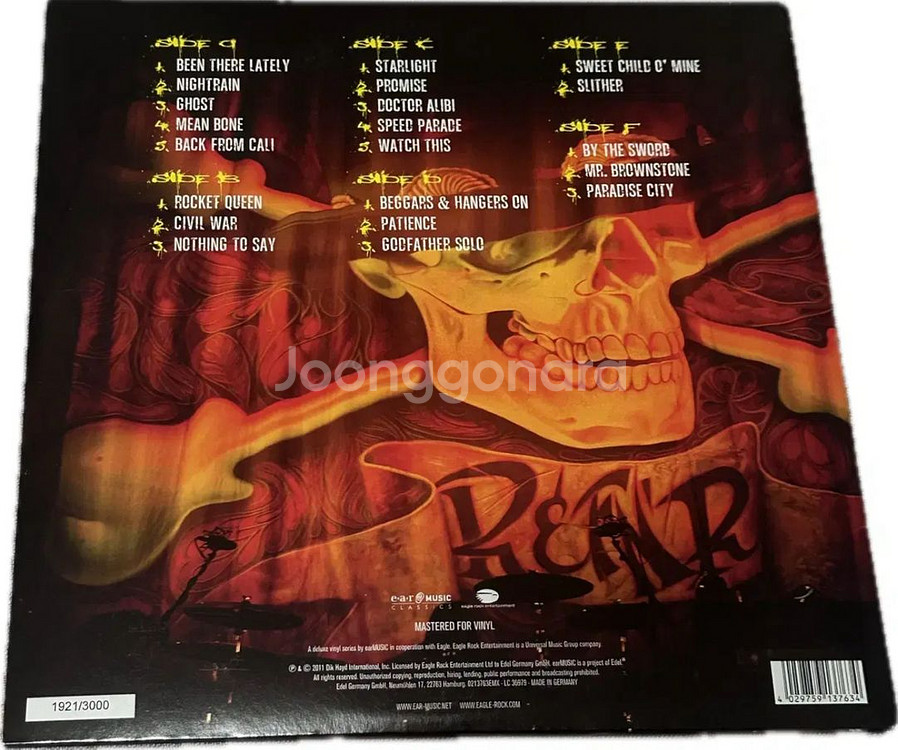 SIDE A
1. BEEN THERE LATELY
2. NIGHTRAIN
3. GHOST
4. MEAN BONE
5. BACK FROM CALI
SIDE B
1. ROCKET QUEEN
2. CIVIL WAR
3. NOTHING TO SAY
SIDE C
1. STARLIGHT
2. PROMISE
3. DOCTOR ALIBI
4. SPEED PARADE
5. WATCH THIS
SIDE D
1. BEGGARS & HANGERS ON
2. PATIENCE
3. GODFATHER SOLO
SIDE E
1. SWEET CHILD O' MINE
2. SLITHER
SIDE F
1. BY THE SWORD
2. MR. BROWNSTONE
3. PARADISE CITY
Joonggonara
R&NR
e·a·r MUSIC
CLASSICS
eagle rock entertainment
MASTERED FOR VINYL
A deluxe vinyl series by earMUSIC in cooperation with Eagle. Eagle Rock Entertainment is a Universal Music Group company.
℗ & © 2011 Dik Hayd International, Inc. Licensed by Eagle Rock Entertainment Ltd to Edel Germany GmbH. earMUSIC is a project of Edel.
All rights reserved. Unauthorized copying, reproduction, hiring, lending, public performance and broadcasting prohibited.
Edel Germany GmbH, Neumühlen 17, 22763 Hamburg. 0213763EMX - LC 36979 - MADE IN GERMANY
WWW.EAR-MUSIC.NET WWW.EAGLE-ROCK.COM
1921/3000
4 029759 137634